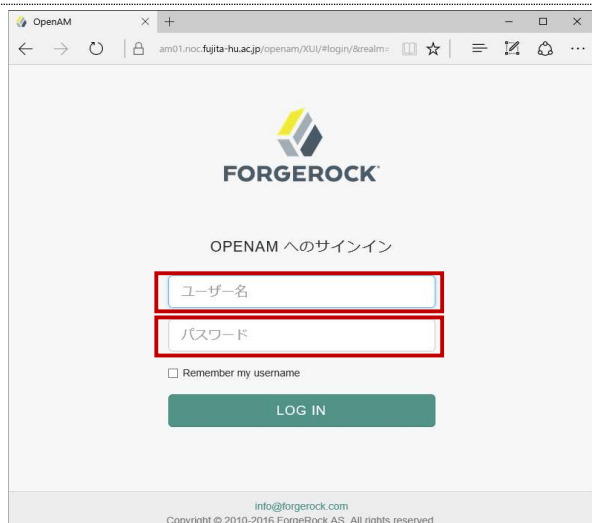 OpenAM
am01.noc.fujita-hu.ac.jp/openam/XUI/#login/&realm=
FORGEROCK
OPENAM へのサインイン
ユーザー名
パスワード
Remember my username
LOG IN
info@forgerock.com
Copyright © 2010-2016 ForgeRock AS. All rights reserved